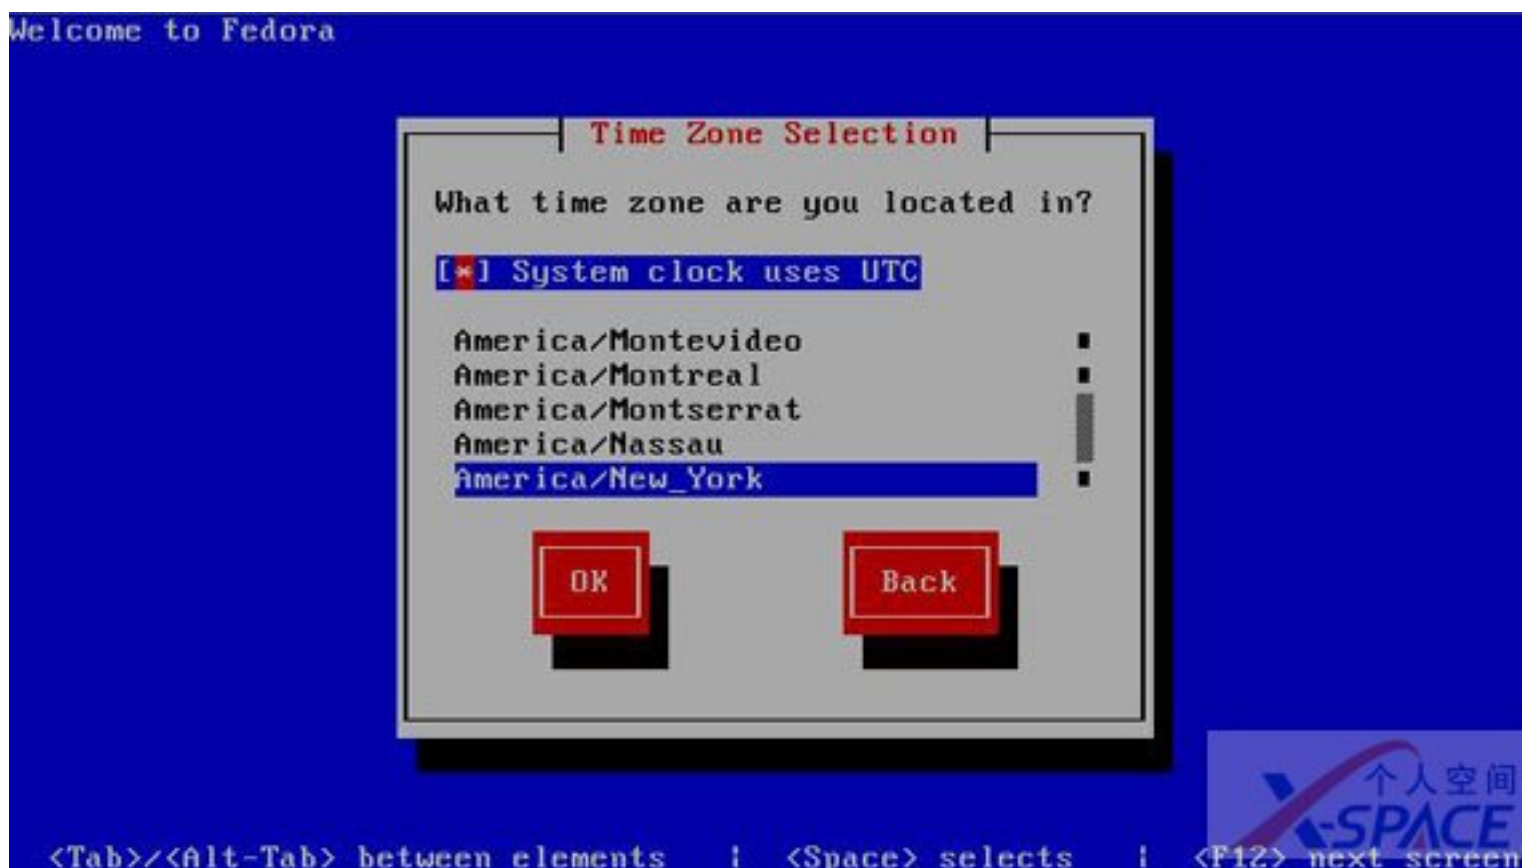 Welcome to Fedora
Time Zone Selection
What time zone are you located in?
[*] System clock uses UTC
America/Montevideo
America/Montreal
America/Montserrat
America/Nassau
America/New_York
OK
Back
个人空间
X-SPACE
<Tab>/<Alt-Tab> between elements | <Space> selects | <F12> next screen